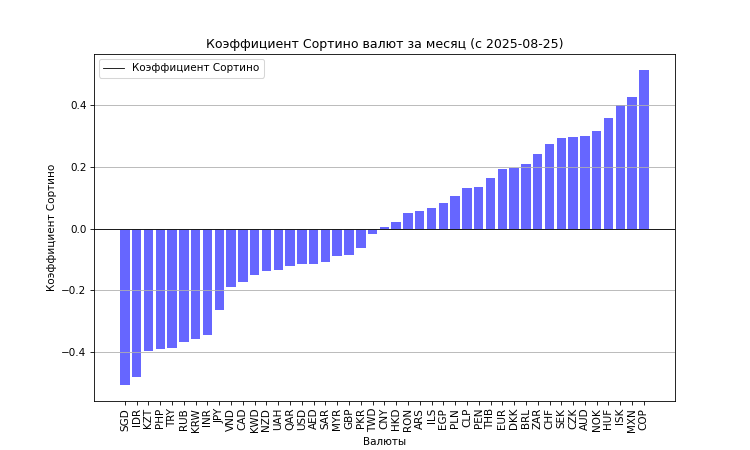 Коэффициент Сортино валют за месяц (с 2025-08-25)
Коэффициент Сортино
Коэффициент Сортино
0.4
0.2
0.0
−0.2
−0.4
SGD IDR KZT PHP TRY RUB KRW INR JPY VND CAD KWD NZD UAH QAR USD AED SAR MYR GBP PKR TWD CNY HKD RON ARS ILS EGP PLN CLP PEN THB EUR DKK BRL ZAR CHF SEK CZK AUD NOK HUF ISK MXN COP
Валюты